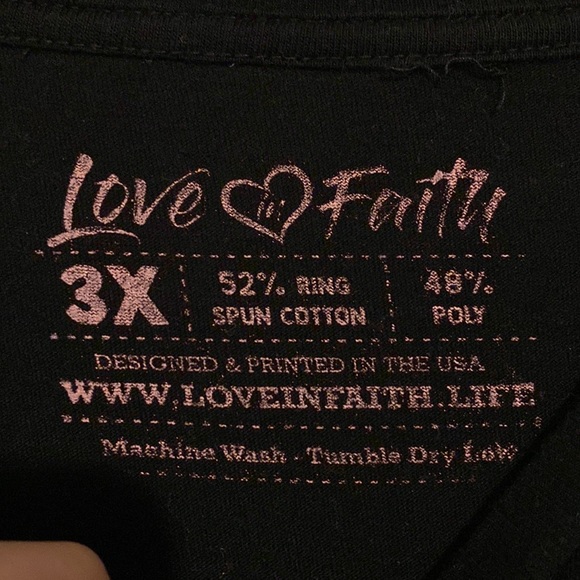 Love in Faith
3X
52% RING
SPUN COTTON
48%
POLY
DESIGNED & PRINTED IN THE USA
WWW.LOVEINFAITH.LIFE
Machine Wash - Tumble Dry Low